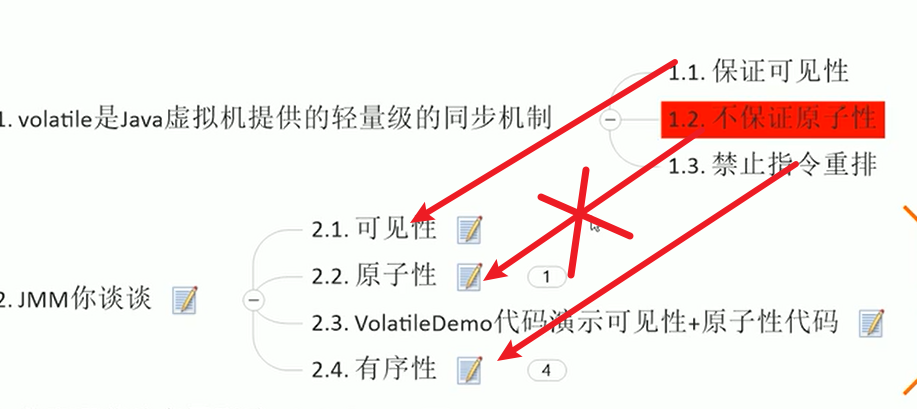 1.1. 保证可见性
1. volatile是Java虚拟机提供的轻量级的同步机制
1.2. 不保证原子性
1.3. 禁止指令重排
2.1. 可见性
2.2. 原子性
1
2. JMM你谈谈
2.3. VolatileDemo代码演示可见性+原子性代码
2.4. 有序性
4